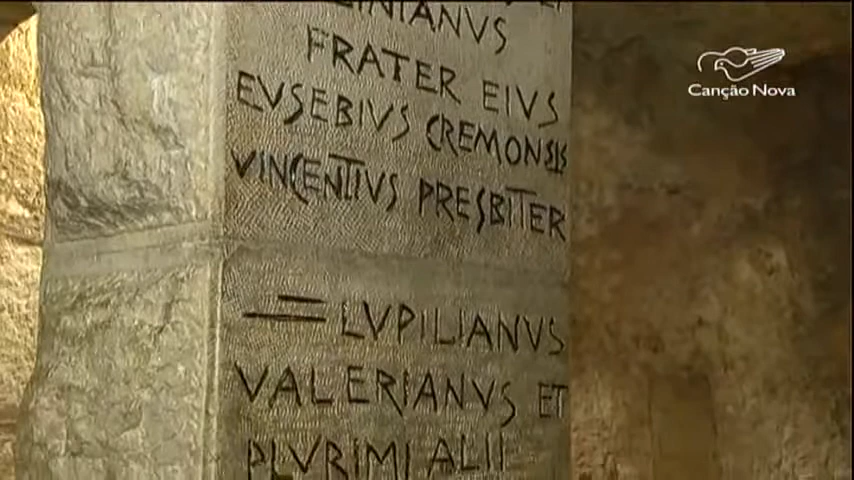 FRATER EIVS
EVSEBIVS CREMONSIS
VINCENTIVS PRESBITER
= LVPILIANVS
VALERIANVS ET
PLVRIMI ALII
Canção Nova